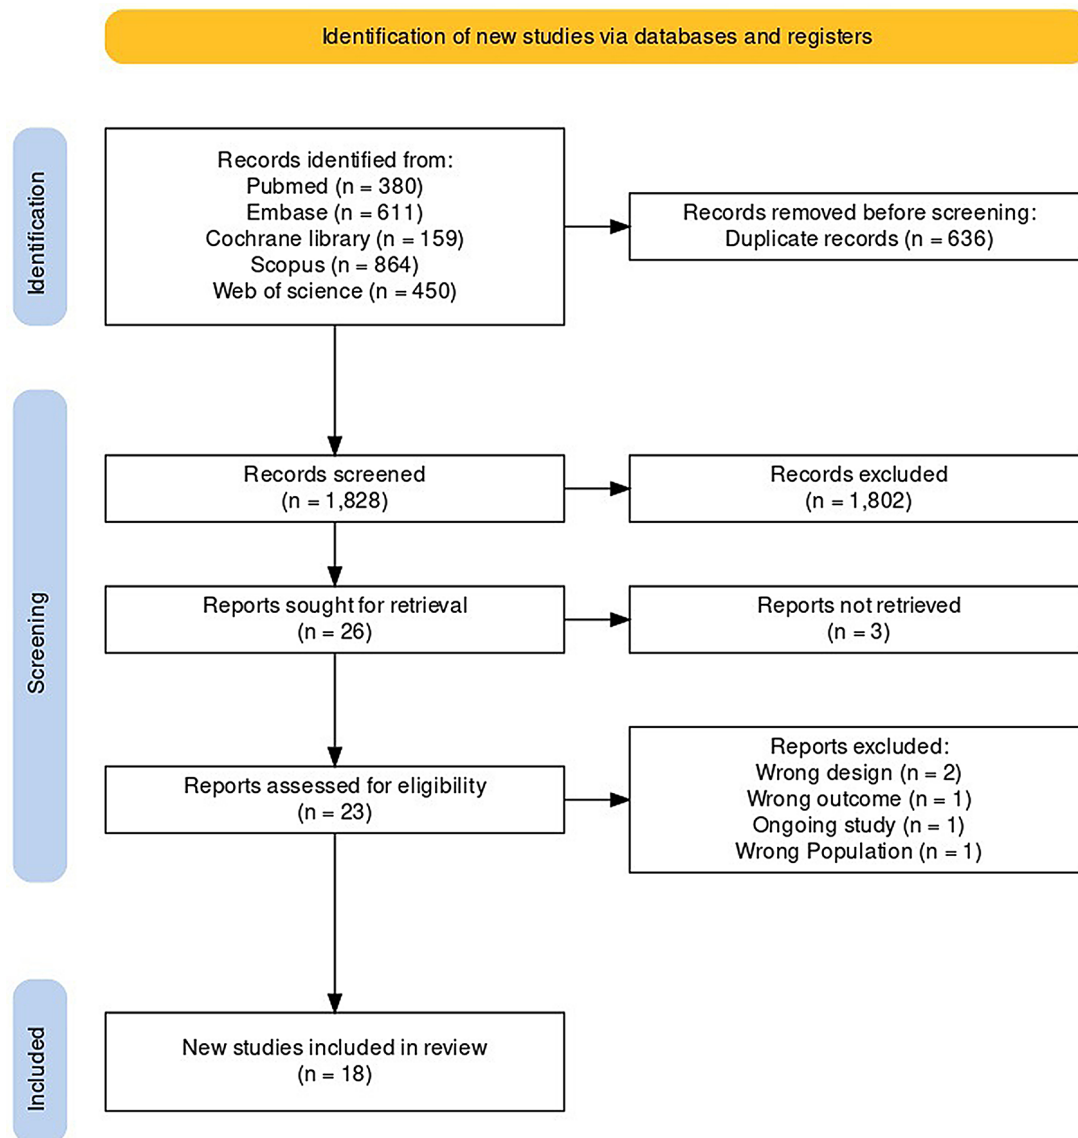 Identification of new studies via databases and registers
Identification
Records identified from:
Pubmed (n = 380)
Embase (n = 611)
Cochrane library (n = 159)
Scopus (n = 864)
Web of science (n = 450)
Records removed before screening:
Duplicate records (n = 636)
Screening
Records screened
(n = 1,828)
Records excluded
(n = 1,802)
Reports sought for retrieval
(n = 26)
Reports not retrieved
(n = 3)
Reports assessed for eligibility
(n = 23)
Reports excluded:
Wrong design (n = 2)
Wrong outcome (n = 1)
Ongoing study (n = 1)
Wrong Population (n = 1)
Included
New studies included in review
(n = 18)